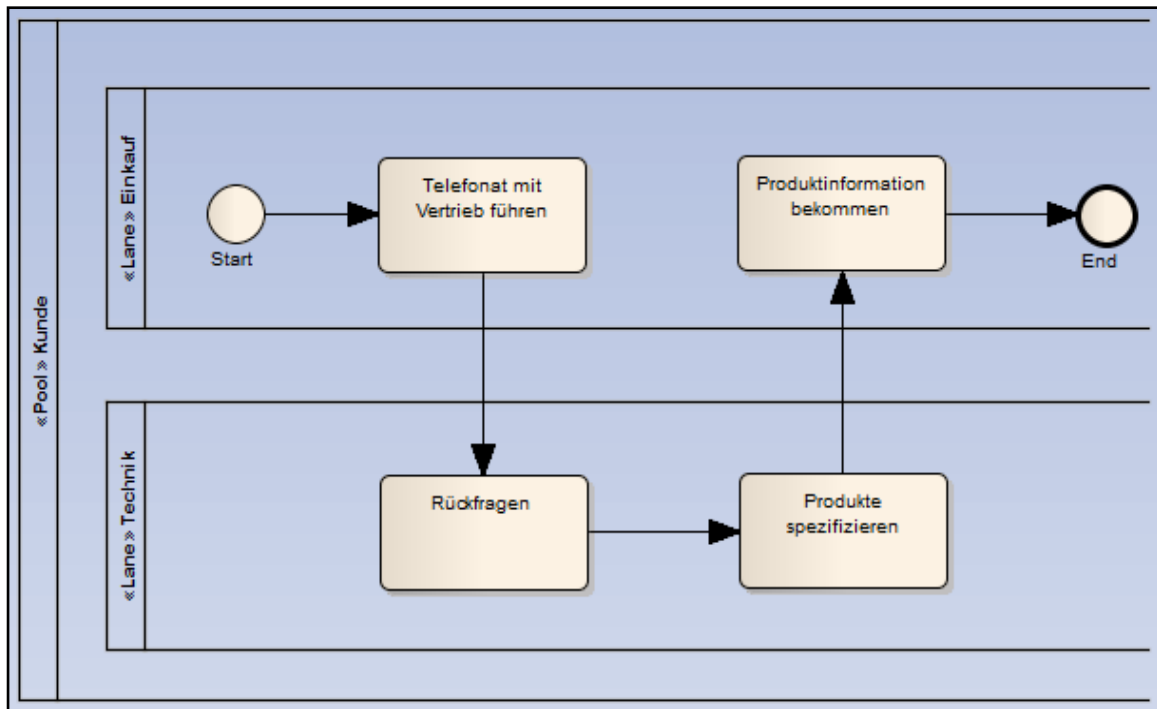 «Pool» Kunde
«Lane» Einkauf
Start
Telefonat mit
Vertrieb führen
Produktinformation
bekommen
End
«Lane» Technik
Rückfragen
Produkte
spezifizieren